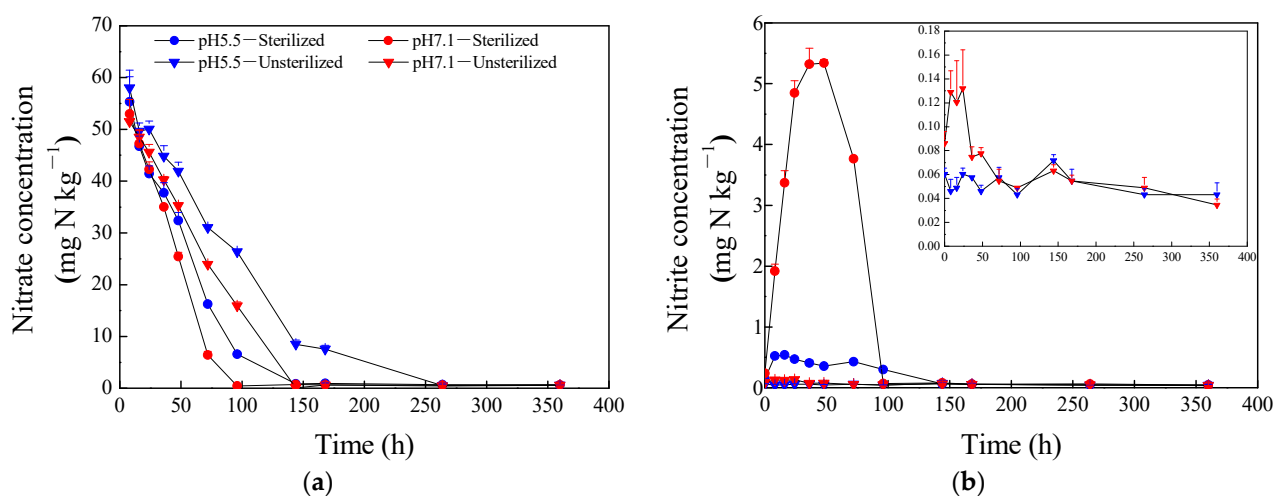 70
60
50
40
30
20
10
0
0 50 100 150 200 250 300 350 400
Nitrate concentration
(mg N kg⁻¹)
Time (h)
pH5.5－Sterilized pH7.1－Sterilized
pH5.5－Unsterilized pH7.1－Unsterilized
(a)
6
5
4
3
2
1
0
0 50 100 150 200 250 300 350 400
Nitrite concentration
(mg N kg⁻¹)
Time (h)
0.18
0.16
0.14
0.12
0.10
0.08
0.06
0.04
0.02
0.00
0 50 100 150 200 250 300 350 400
(b)